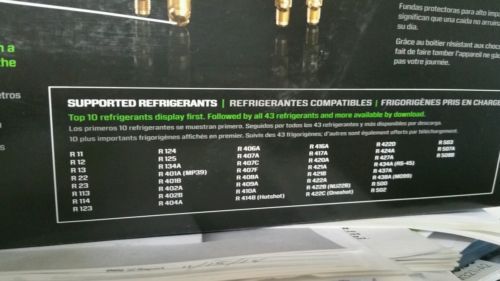 Fundas protectoras para alto impa
significan que una caída no arruina
su día.
Grâce au boîtier résistant aux choc
fait de faire tomber l'appareil ne gâ
pas votre journée.
n a
the
etros
SUPPORTED REFRIGERANTS | REFRIGERANTES COMPATIBLES | FRIGORIGÈNES PRIS EN CHARG
Top 10 refrigerants display first. Followed by all 43 refrigerants and more available by download.
Los primeros 10 refrigerantes se muestran primero. Seguidos por todos los 43 refrigerantes y más disponibles por descarga.
10 plus importants frigorigènes affichés en premier. Suivis des 43 frigorigènes; d'autres sont également offerts par téléchargement.
R 11
R 12
R 13
R 22
R 23
R 113
R 114
R 123
R 124
R 125
R 134A
R 401A (MP39)
R 401B
R 402A
R 402B
R 404A
R 406A
R 407A
R 407C
R 407F
R 408A
R 409A
R 410A
R 414B (Hotshot)
R 416A
R 417A
R 420A
R 421A
R 421B
R 422A
R 422B (NU22B)
R 422C (Oneshot)
R 422D
R 424A
R 427A
R 434A (RS-45)
R 437A
R 438A (MO99)
R 500
R 502
R 503
R 507A
R 508B